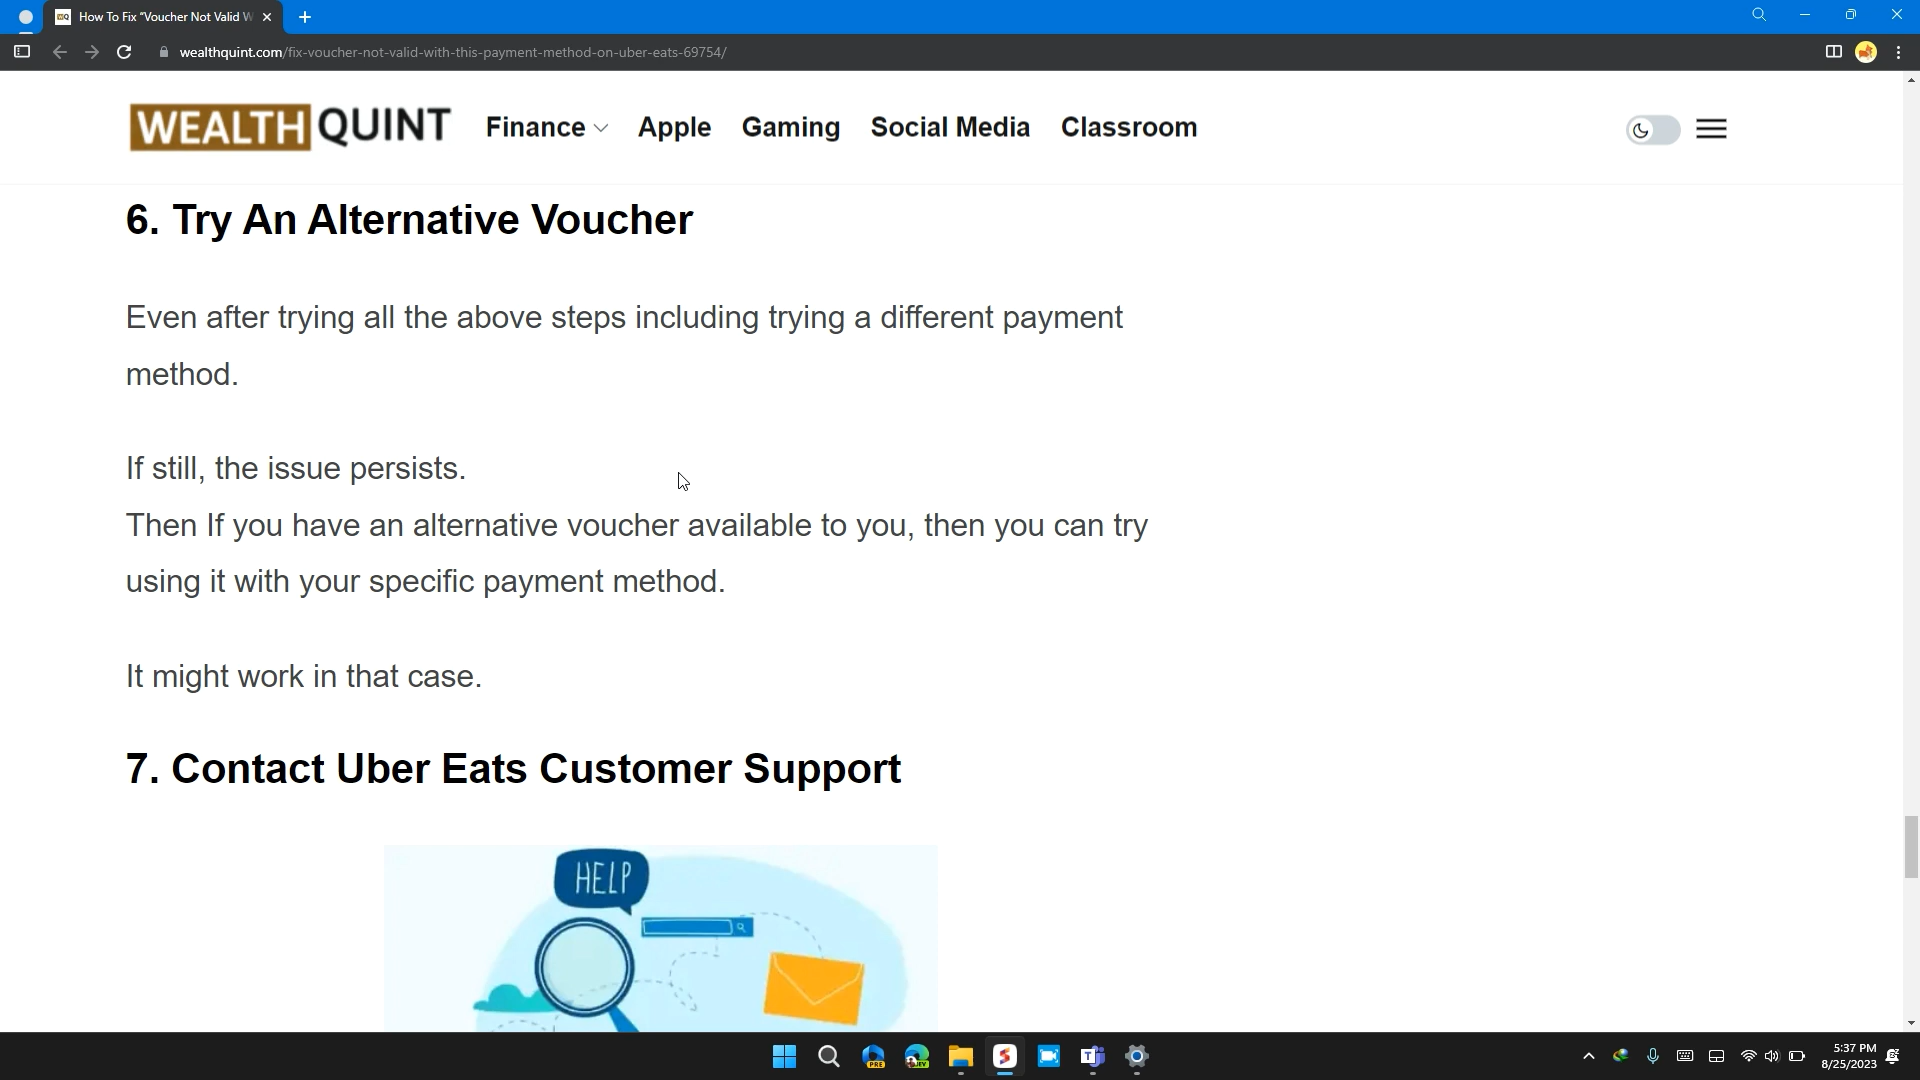 How To Fix "Voucher Not Valid W
wealthquint.com/fix-voucher-not-valid-with-this-payment-method-on-uber-eats-69754/
WEALTH QUINT
Finance Apple Gaming Social Media Classroom
6. Try An Alternative Voucher
Even after trying all the above steps including trying a different payment
method.
If still, the issue persists.
Then If you have an alternative voucher available to you, then you can try
using it with your specific payment method.
It might work in that case.
7. Contact Uber Eats Customer Support
HELP
PRE
5:37 PM
8/25/2023